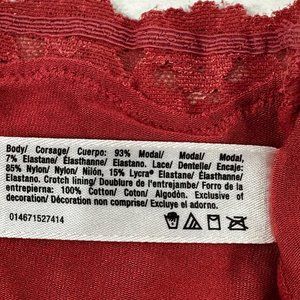 Body/ Corsage/ Cuerpo: 93% Modal/ Modal/ Modal,
7% Elastane/ Élasthanne/ Elastano. Lace/ Dentelle/ Encaje:
85% Nylon/ Nylon/ Nilón, 15% Lycra® Elastane/ Élasthanne/
Elastano. Crotch lining/ Doublure de l'entrejambe/ Forro de la
entrepierna: 100% Cotton/ Coton/ Algodón. Exclusive of
decoration/ Décoration non comprise/ Excluye el adorno.
014671527414